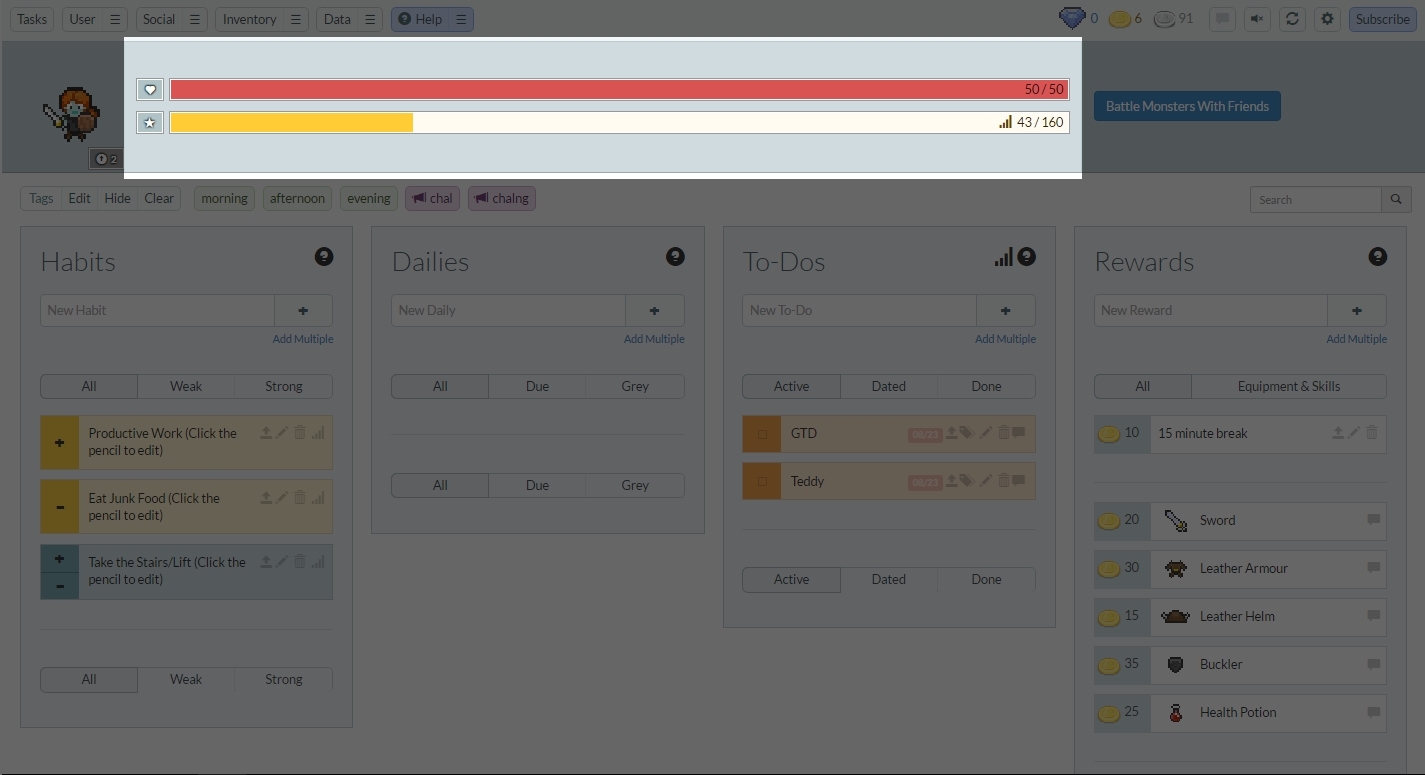 Tasks User Social Inventory Data Help 0 6 91 Subscribe
50 / 50
Battle Monsters With Friends
43 / 160
2
Tags Edit Hide Clear morning afternoon evening chal chalng Search
Habits
New Habit
Add Multiple
All Weak Strong
Productive Work (Click the
pencil to edit)
Eat Junk Food (Click the
pencil to edit)
Take the Stairs/Lift (Click the
pencil to edit)
All Weak Strong
Dailies
New Daily
Add Multiple
All Due Grey
All Due Grey
To-Dos
New To-Do
Add Multiple
Active Dated Done
GTD 08/23
Teddy 08/23
Active Dated Done
Rewards
New Reward
Add Multiple
All Equipment & Skills
10 15 minute break
20 Sword
30 Leather Armour
15 Leather Helm
35 Buckler
25 Health Potion